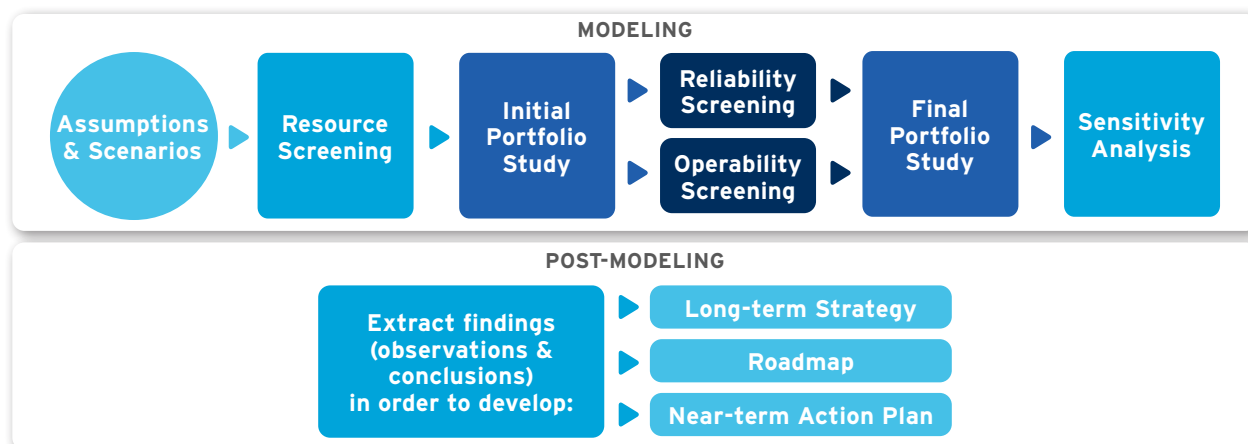 MODELING
Assumptions
& Scenarios
Resource
Screening
Initial
Portfolio
Study
Reliability
Screening
Operability
Screening
Final
Portfolio
Study
Sensitivity
Analysis
POST-MODELING
Extract findings
(observations &
conclusions)
in order to develop:
Long-term Strategy
Roadmap
Near-term Action Plan